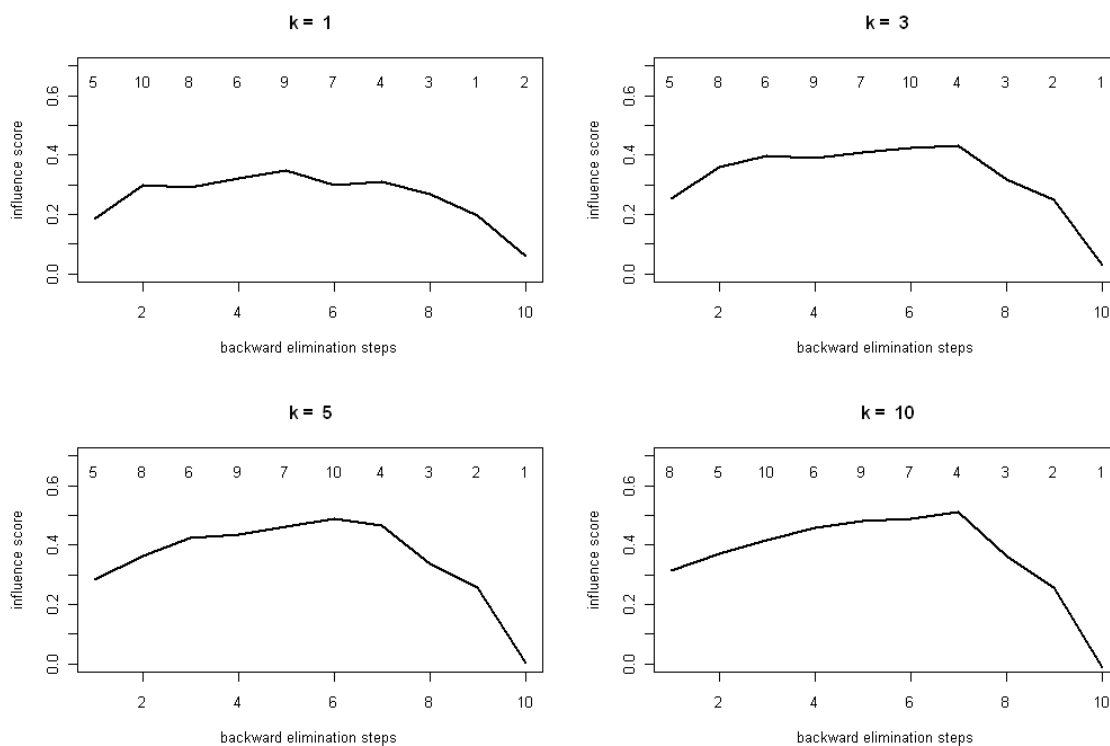 k = 1
5 10 8 6 9 7 4 3 1 2
influence score
0.6
0.4
0.2
0.0
2 4 6 8 10
backward elimination steps
k = 3
5 8 6 9 7 10 4 3 2 1
influence score
0.6
0.4
0.2
0.0
2 4 6 8 10
backward elimination steps
k = 5
5 8 6 9 7 10 4 3 2 1
influence score
0.6
0.4
0.2
0.0
2 4 6 8 10
backward elimination steps
k = 10
8 5 10 6 9 7 4 3 2 1
influence score
0.6
0.4
0.2
0.0
2 4 6 8 10
backward elimination steps